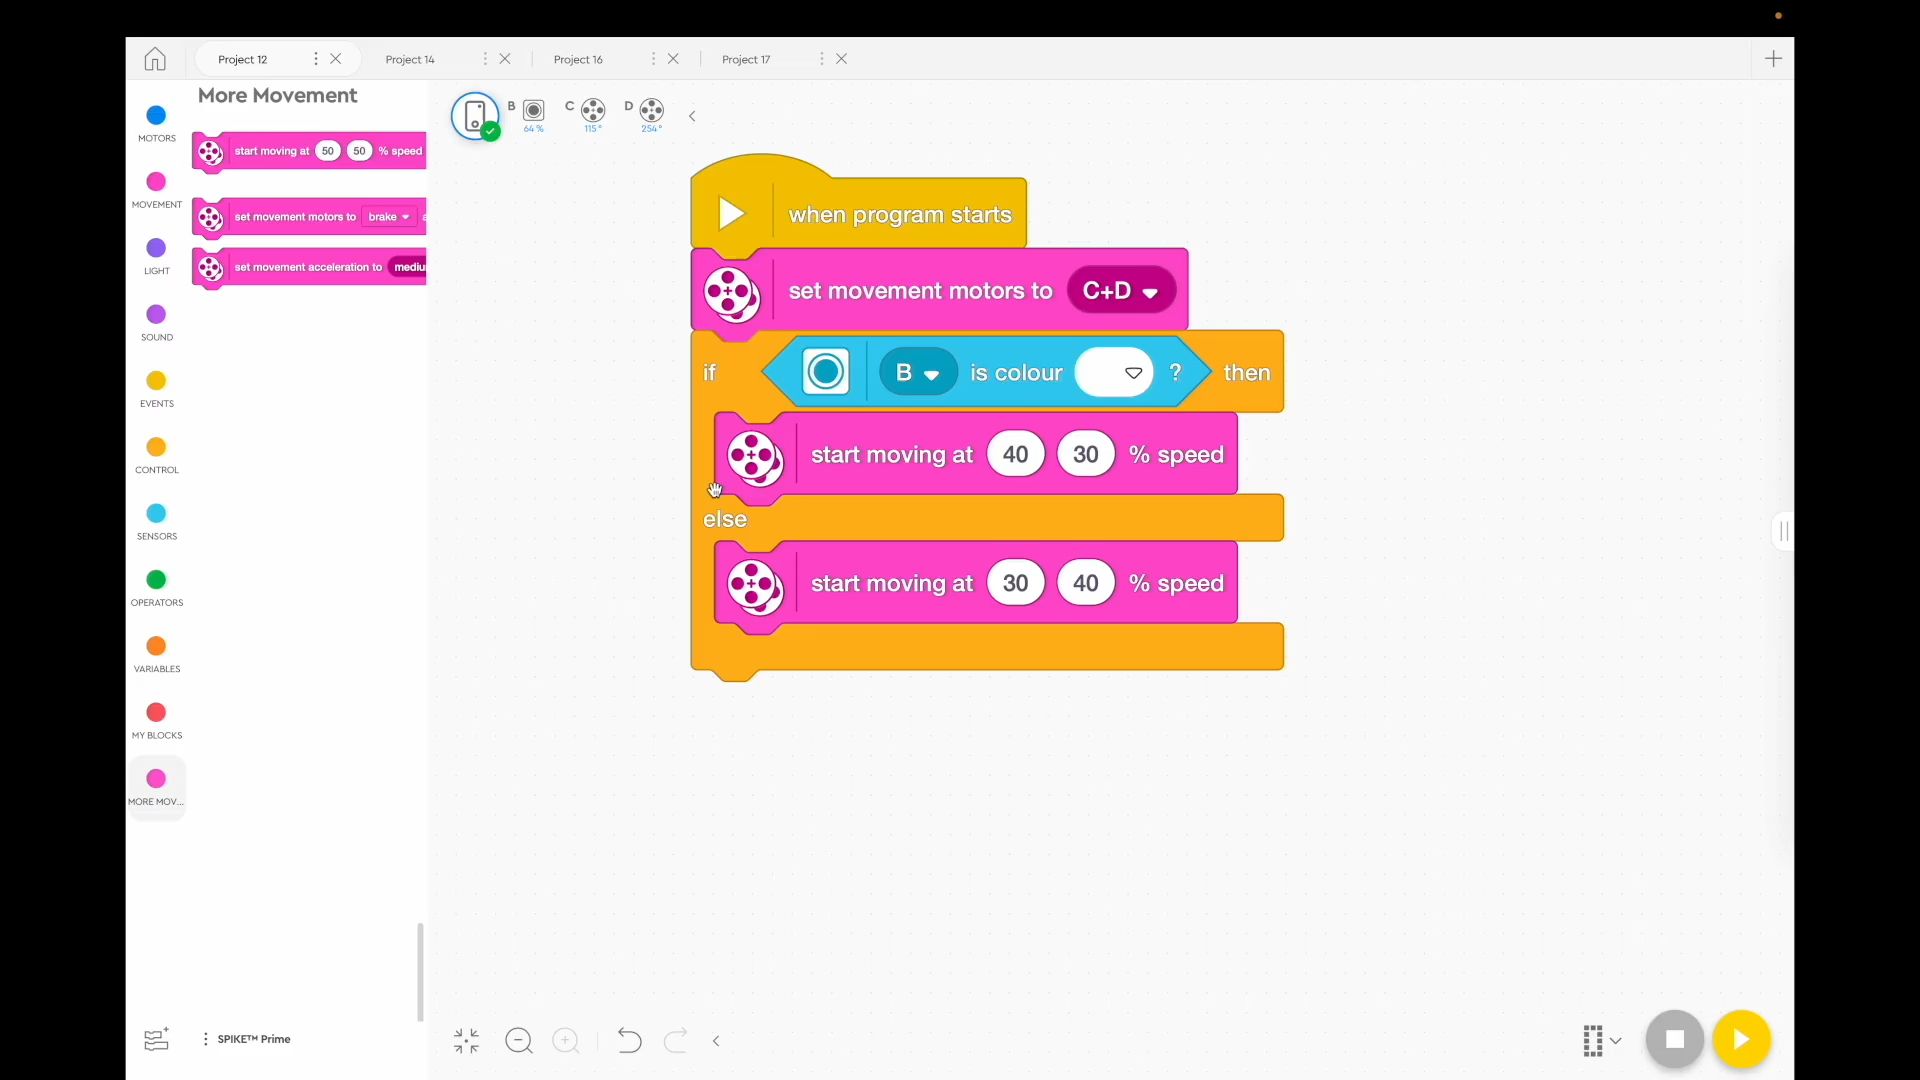 Project 12
Project 14
Project 16
Project 17
More Movement
MOTORS
MOVEMENT
LIGHT
SOUND
EVENTS
CONTROL
SENSORS
OPERATORS
VARIABLES
MY BLOCKS
MORE MOV...
start moving at 50 50 % speed
set movement motors to brake a
set movement acceleration to mediu
B 64 %
C 115 °
D 254 °
when program starts
set movement motors to C+D
if B is colour ? then
start moving at 40 30 % speed
else
start moving at 30 40 % speed
SPIKE™ Prime